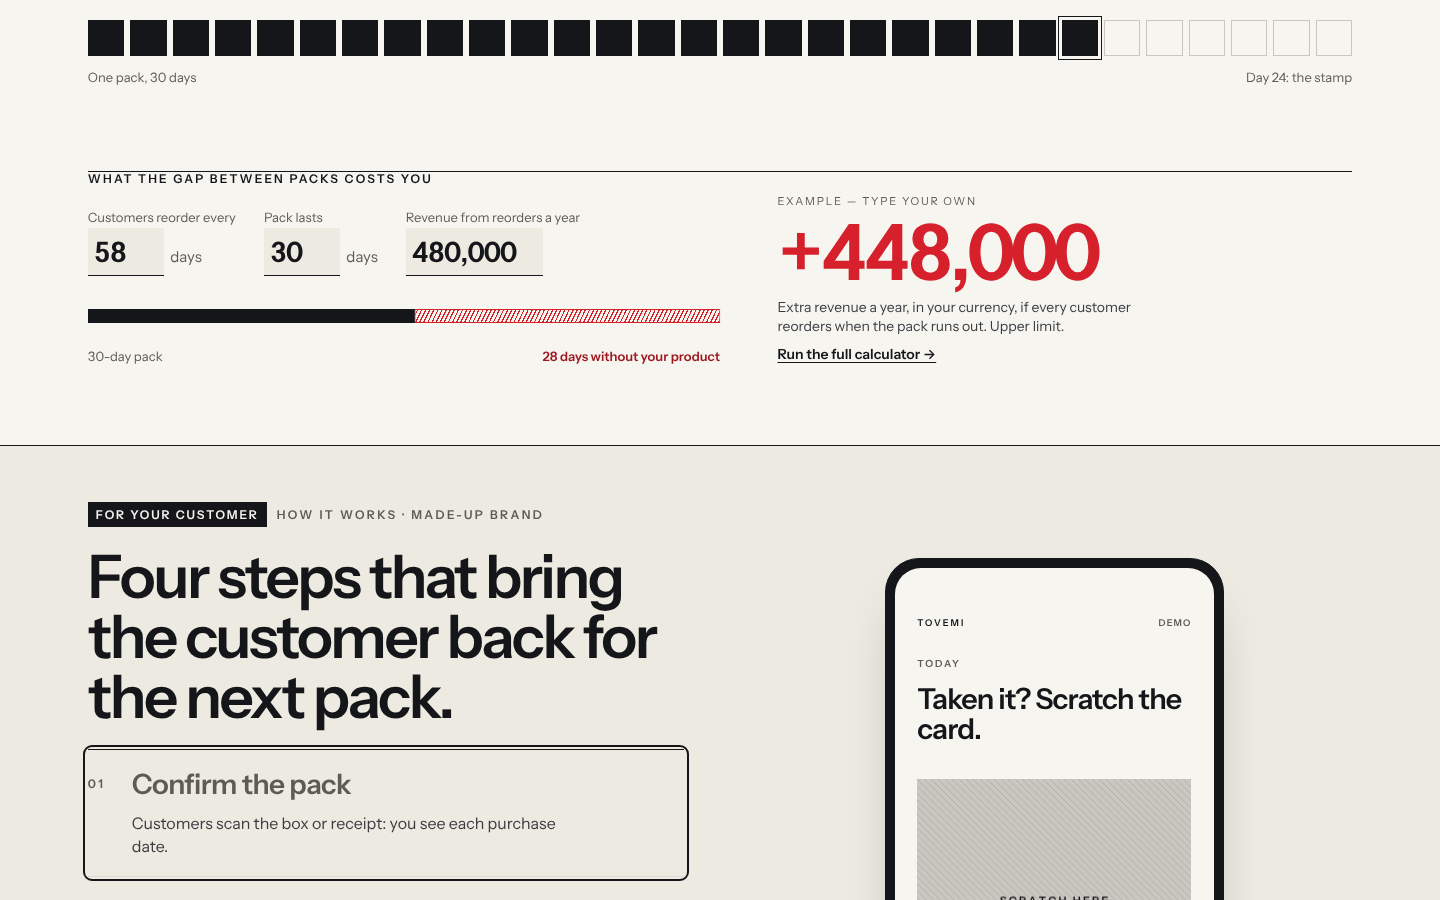 One pack, 30 days
Day 24: the stamp
WHAT THE GAP BETWEEN PACKS COSTS YOU
Customers reorder every
58 days
Pack lasts
30 days
Revenue from reorders a year
480,000
30-day pack
28 days without your product
EXAMPLE — TYPE YOUR OWN
+448,000
Extra revenue a year, in your currency, if every customer
reorders when the pack runs out. Upper limit.
Run the full calculator →
FOR YOUR CUSTOMER
HOW IT WORKS · MADE-UP BRAND
Four steps that bring
the customer back for
the next pack.
01
Confirm the pack
Customers scan the box or receipt: you see each purchase
date.
TOVEMI
DEMO
TODAY
Taken it? Scratch the
card.
SCRATCH HERE